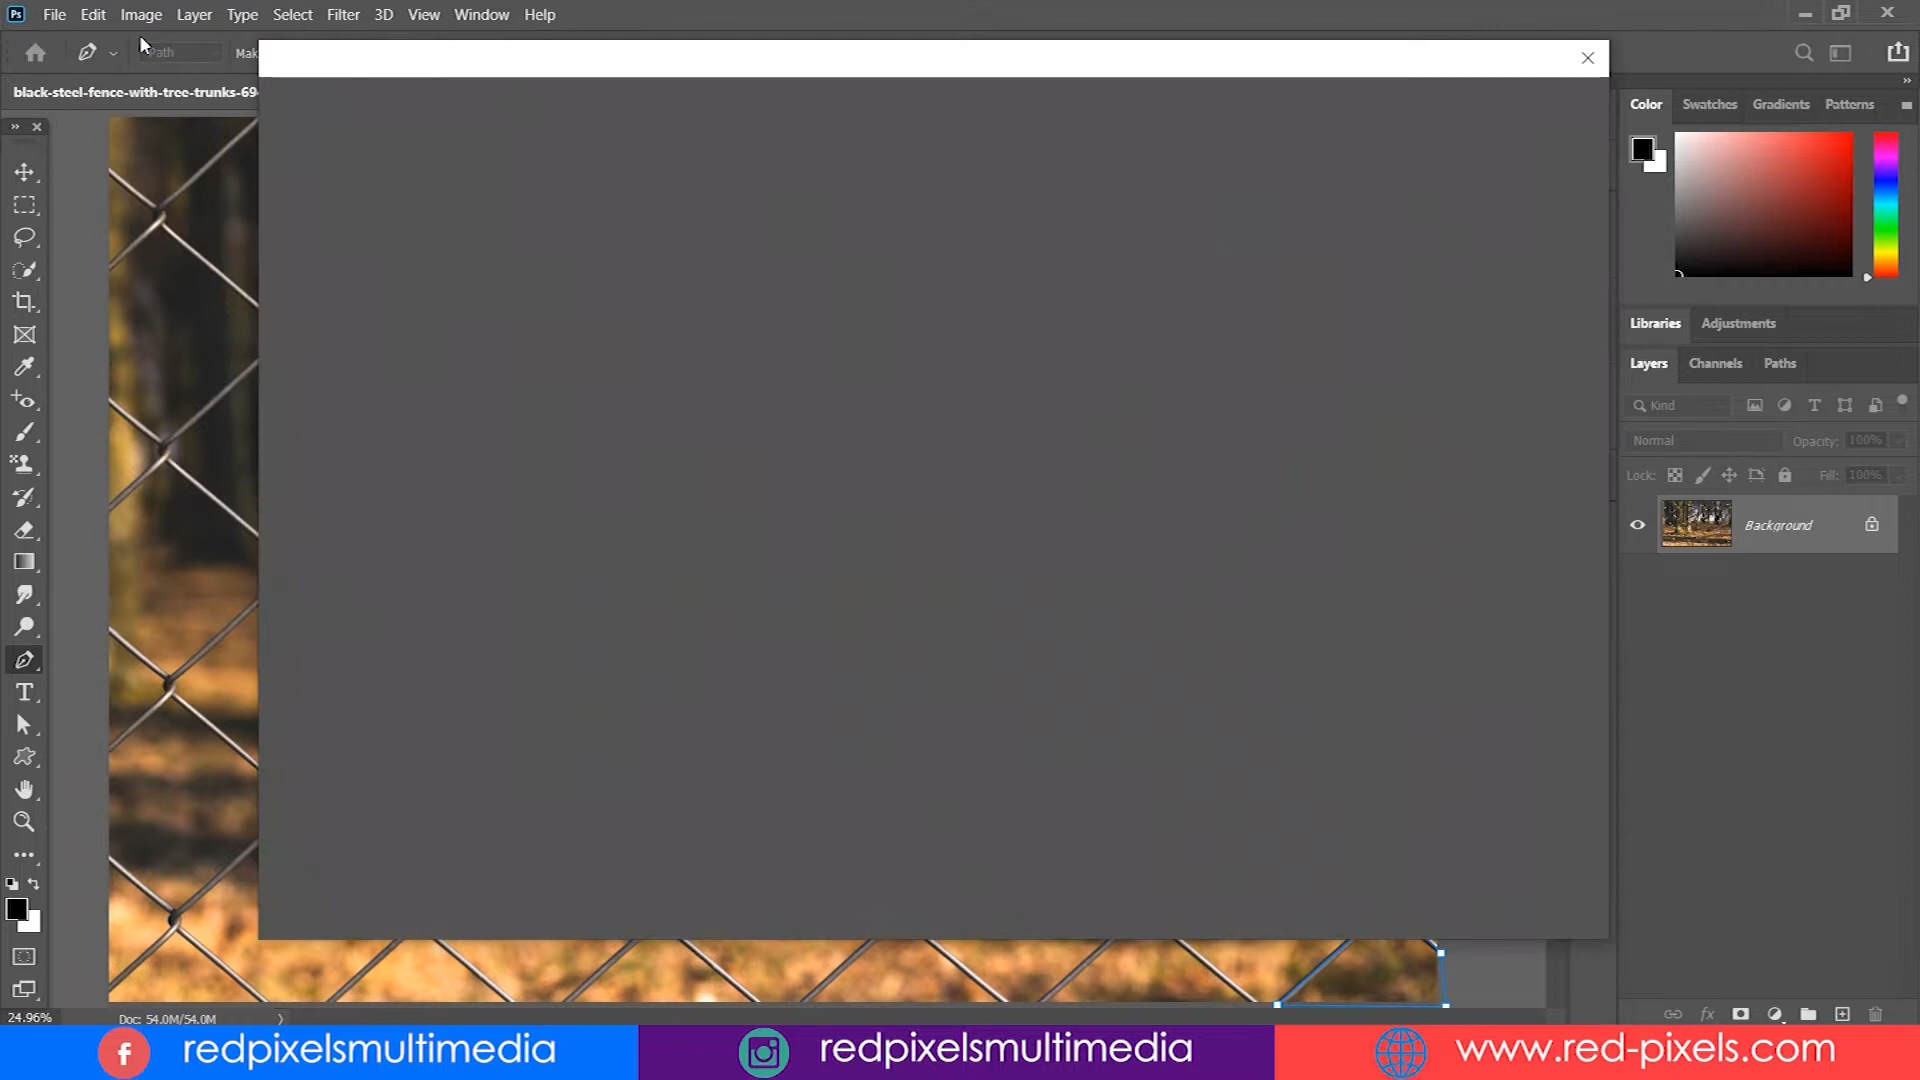 Ps File Edit Image Layer Type Select Filter 3D View Window Help
Path Mak
black-steel-fence-with-tree-trunks-69
Color Swatches Gradients Patterns
Libraries Adjustments
Layers Channels Paths
Kind
Normal Opacity: 100%
Lock: Fill: 100%
Background
24.96% Doc: 54.0M/54.0M
redpixelsmultimedia redpixelsmultimedia www.red-pixels.com